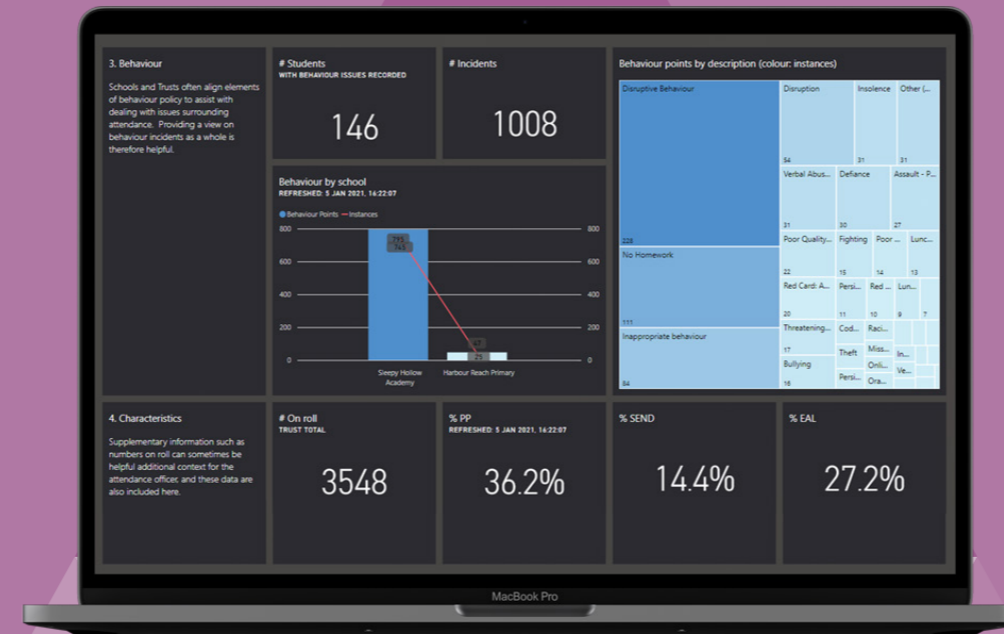 3. Behaviour
Schools and Trusts often align elements
of behaviour policy to assist with
dealing with issues surrounding
attendance. Providing a view on
behaviour incidents as a whole is
therefore helpful.
# Students
WITH BEHAVIOUR ISSUES RECORDED
146
# Incidents
1008
Behaviour by school
REFRESHED: 5 JAN 2021, 16:22:07
Behaviour Points Instances
800 800
600 600
400 400
200 200
0 0
795
745
47
25
Sleepy Hollow
Academy
Harbour Reach Primary
Behaviour points by description (colour: instances)
Disruptive Behaviour
228
No Homework
111
Inappropriate behaviour
84
Disruption
54
Insolence
31
Other (...
31
Verbal Abus...
31
Defiance
30
Assault - P...
27
Poor Quality...
22
Fighting
15
Poor ...
14
Lunc...
13
Red Card: A...
20
Persi...
11
Red ...
10
Lun...
9
7
Threatening...
17
Cod...
Raci...
Bullying
16
Theft
Miss...
In...
Onli...
Ve...
Persi...
Ora...
4. Characteristics
Supplementary information such as
numbers on roll can sometimes be
helpful additional context for the
attendance officer, and these data are
also included here.
# On roll
TRUST TOTAL
3548
% PP
REFRESHED: 5 JAN 2021, 16:22:07
36.2%
% SEND
14.4%
% EAL
27.2%
MacBook Pro